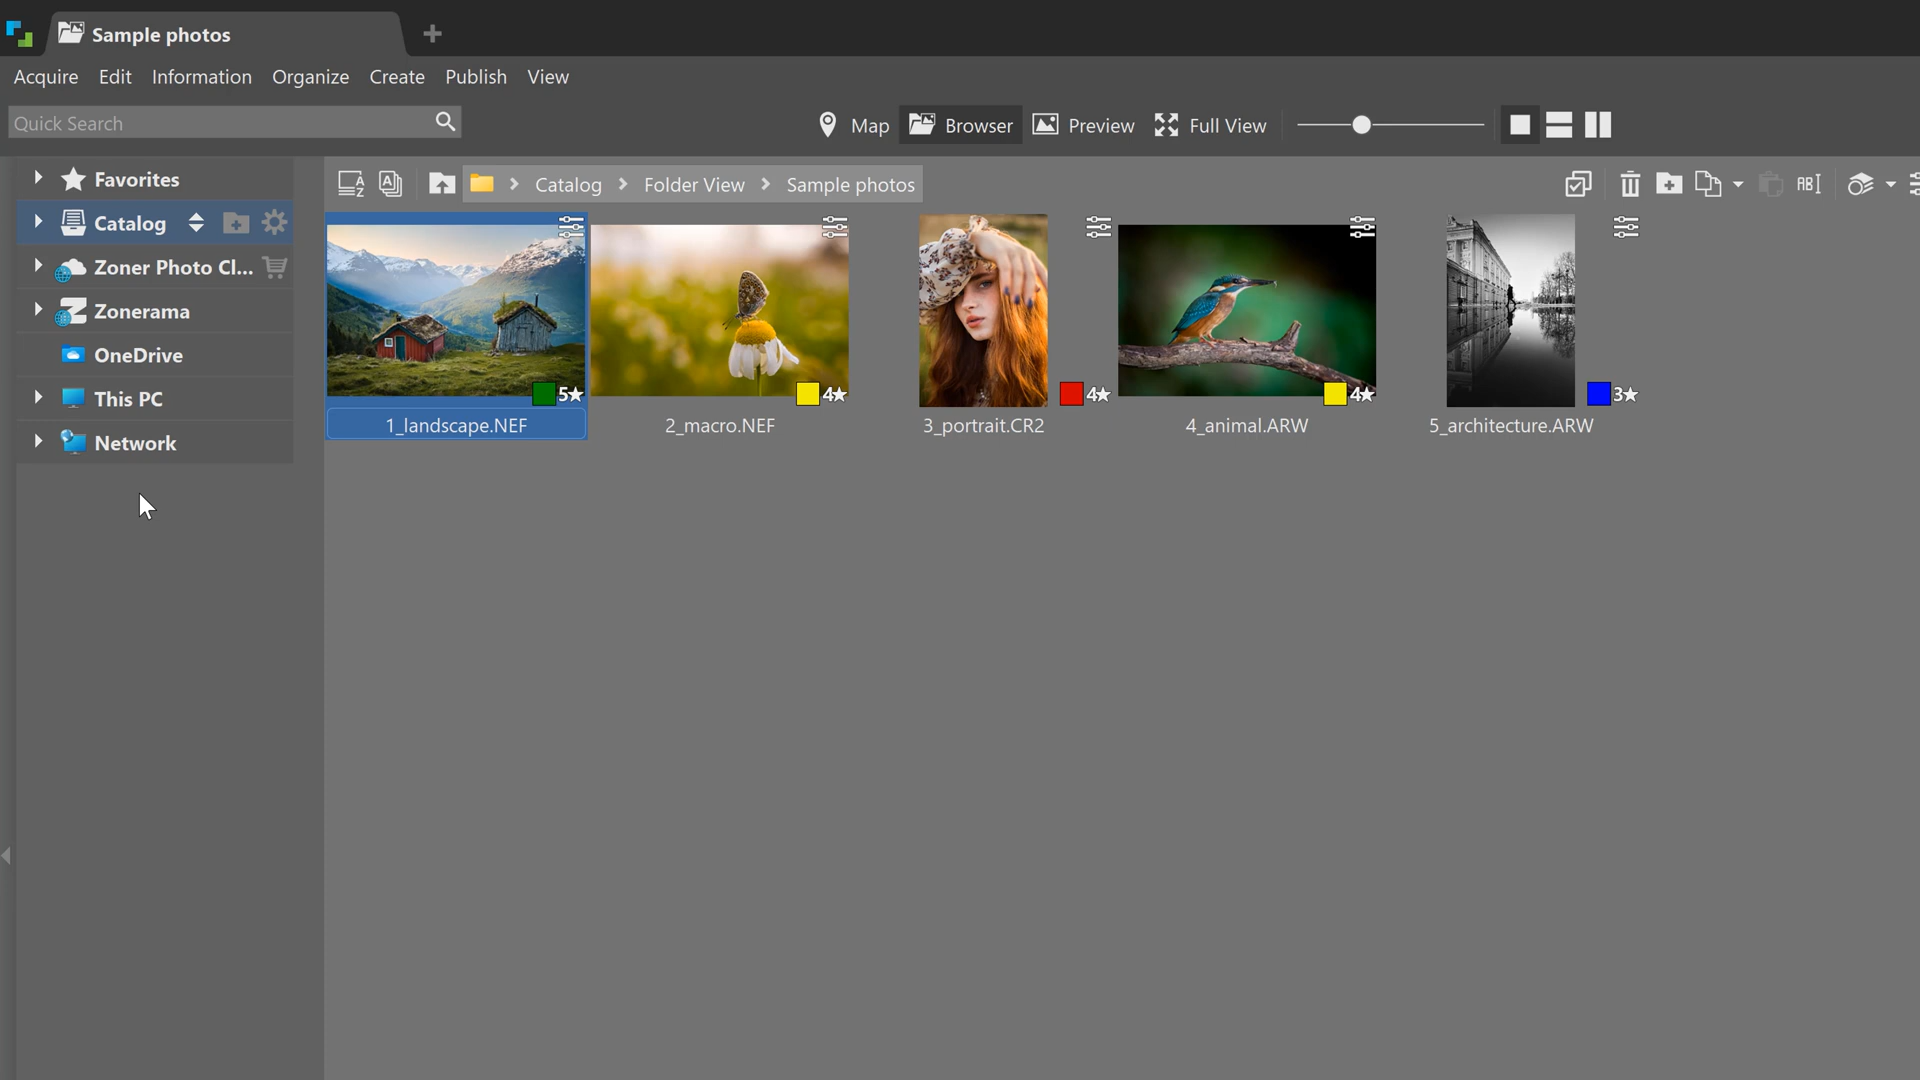 Sample photos
Acquire Edit Information Organize Create Publish View
Quick Search
Map Browser Preview Full View
Favorites
Catalog
Zoner Photo Cl...
Zonerama
OneDrive
This PC
Network
Catalog Folder View Sample photos
5★ 4★ 4★ 4★ 3★
1_landscape.NEF 2_macro.NEF 3_portrait.CR2 4_animal.ARW 5_architecture.ARW